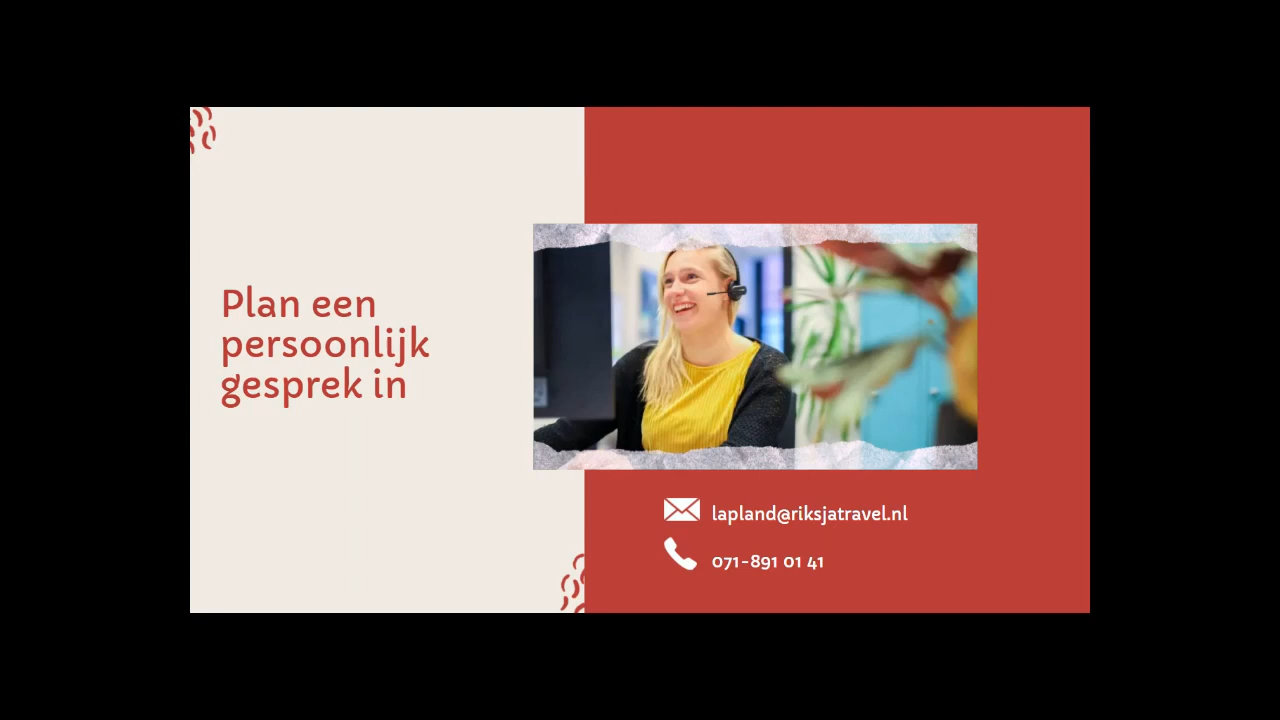 Plan een
persoonlijk
gesprek in
lapland@riksjatravel.nl
071-891 01 41